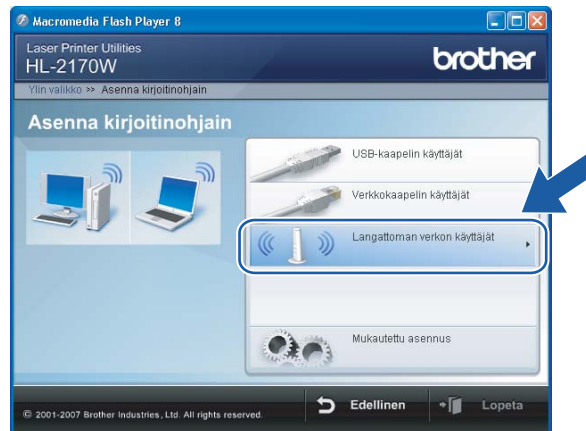 Macromedia Flash Player 8
Laser Printer Utilities
HL-2170W
brother
Ylin valikko >> Asenna kirjoitinohjain
Asenna kirjoitinohjain
USB-kaapelin käyttäjät
Verkkokaapelin käyttäjät
Langattoman verkon käyttäjät
Mukautettu asennus
© 2001-2007 Brother Industries, Ltd. All rights reserved.
Edellinen
Lopeta